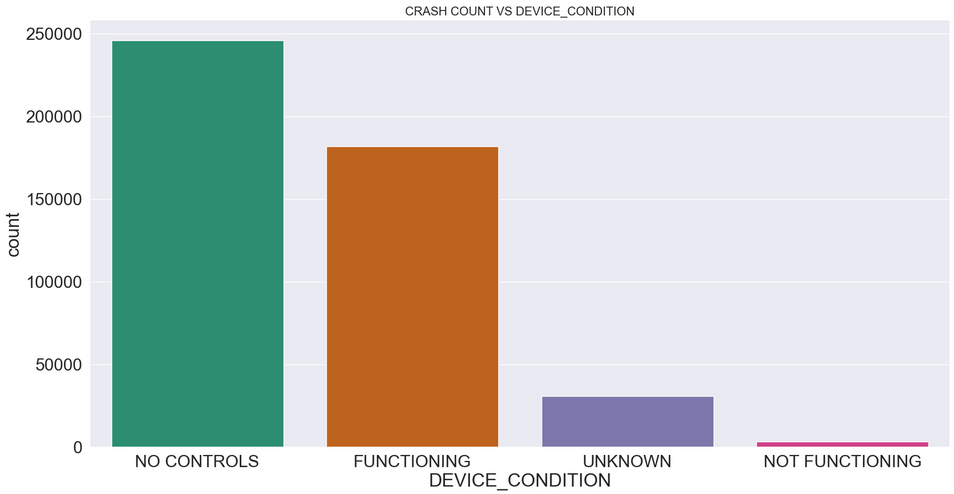 CRASH COUNT VS DEVICE_CONDITION
250000
200000
150000
100000
50000
0
count
NO CONTROLS FUNCTIONING UNKNOWN NOT FUNCTIONING
DEVICE_CONDITION